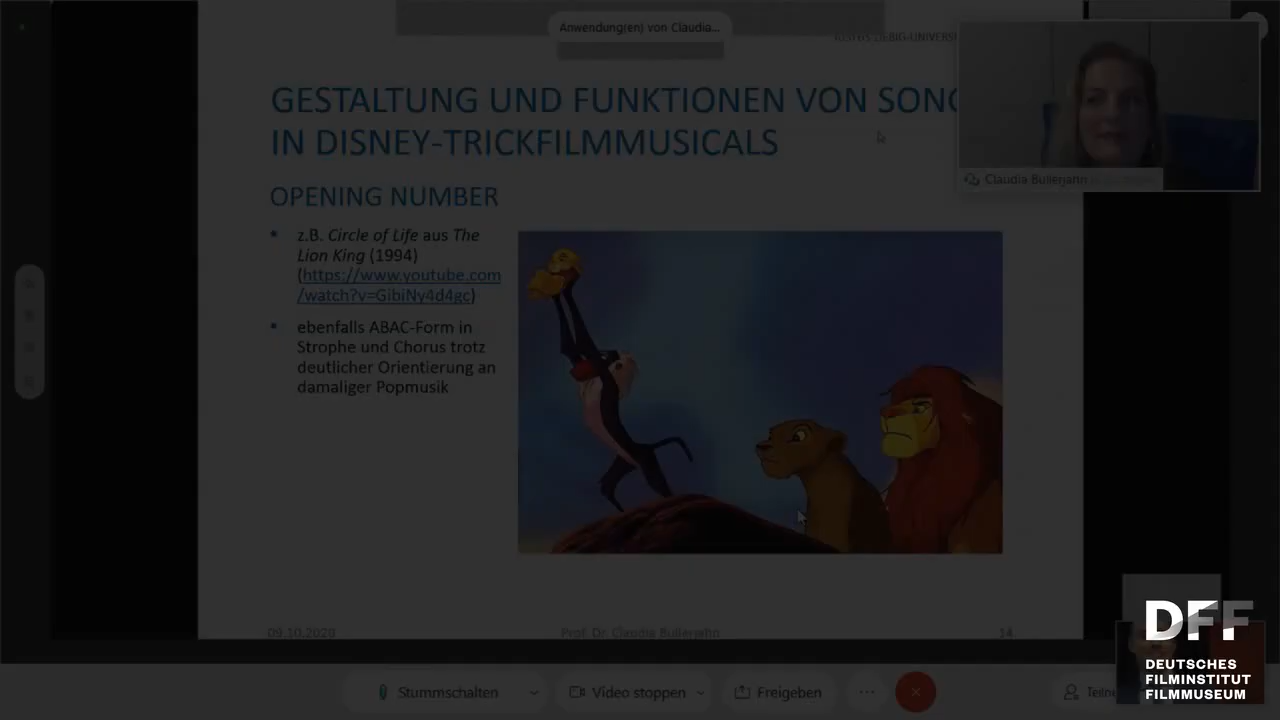 Anwendung(en) von Claudia...
GESTALTUNG UND FUNKTIONEN VON SONG
IN DISNEY-TRICKFILMMUSICALS
Claudia Bullerjahn
OPENING NUMBER
z.B. Circle of Life aus The
Lion King (1994)
(https://www.youtube.com
/watch?v=GibiNy4d4gc)
ebenfalls ABAC-Form in
Strophe und Chorus trotz
deutlicher Orientierung an
damaliger Popmusik
09.10.2020
Prof. Dr. Claudia Bullerjahn
14
Stummschalten
Video stoppen
Freigeben
DFF
DEUTSCHES
FILMINSTITUT
FILMMUSEUM